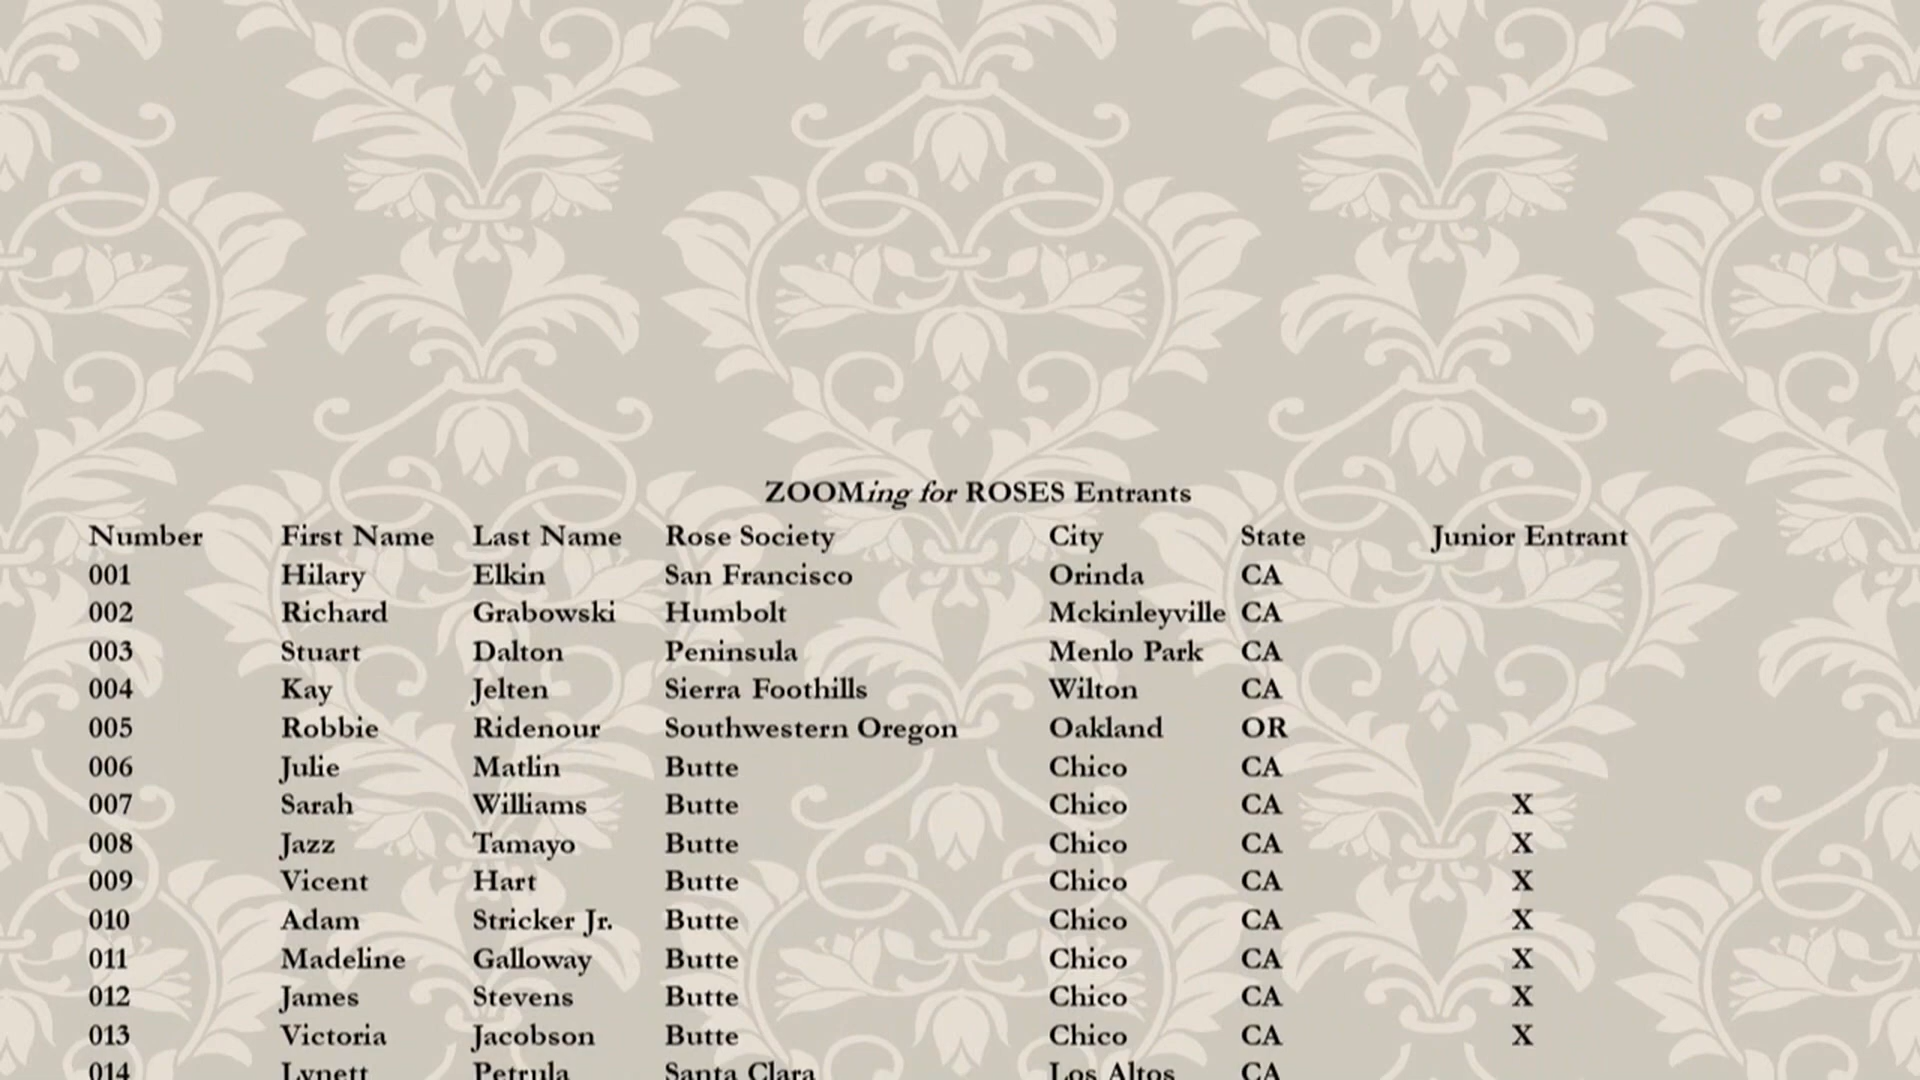 ZOOMing for ROSES Entrants
Number First Name Last Name Rose Society City State Junior Entrant
001 Hilary Elkin San Francisco Orinda CA
002 Richard Grabowski Humbolt Mckinleyville CA
003 Stuart Dalton Peninsula Menlo Park CA
004 Kay Jelten Sierra Foothills Wilton CA
005 Robbie Ridenour Southwestern Oregon Oakland OR
006 Julie Matlin Butte Chico CA
007 Sarah Williams Butte Chico CA X
008 Jazz Tamayo Butte Chico CA X
009 Vicent Hart Butte Chico CA X
010 Adam Stricker Jr. Butte Chico CA X
011 Madeline Galloway Butte Chico CA X
012 James Stevens Butte Chico CA X
013 Victoria Jacobson Butte Chico CA X
014 Lynett Petrula Santa Clara Los Altos CA